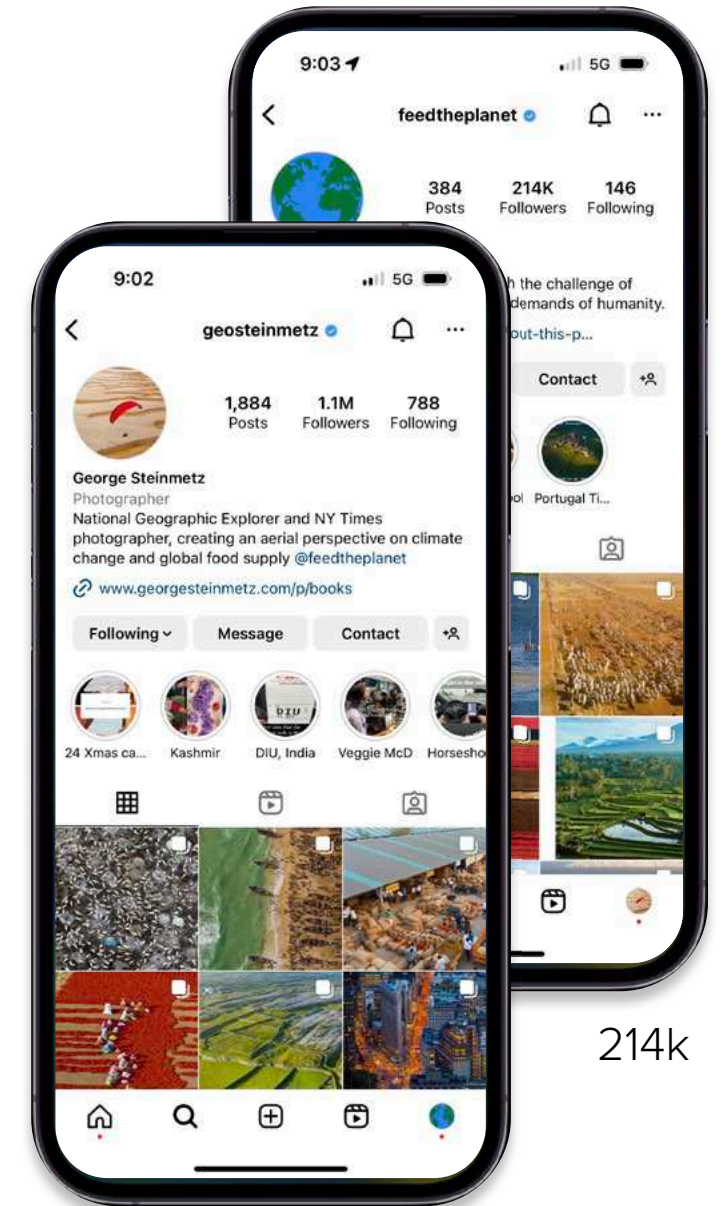 9:03
5G
feedtheplanet
384 214K 146
Posts Followers Following
h the challenge of
demands of humanity.
out-this-p...
Contact
Portugal Ti...
9:02
5G
geosteinmetz
1,884 1.1M 788
Posts Followers Following
George Steinmetz
Photographer
National Geographic Explorer and NY Times
photographer, creating an aerial perspective on climate
change and global food supply @feedtheplanet
www.georgesteinmetz.com/p/books
Following Message Contact
24 Xmas ca... Kashmir DIU, India Veggie McD Horsesho
DIU
214k